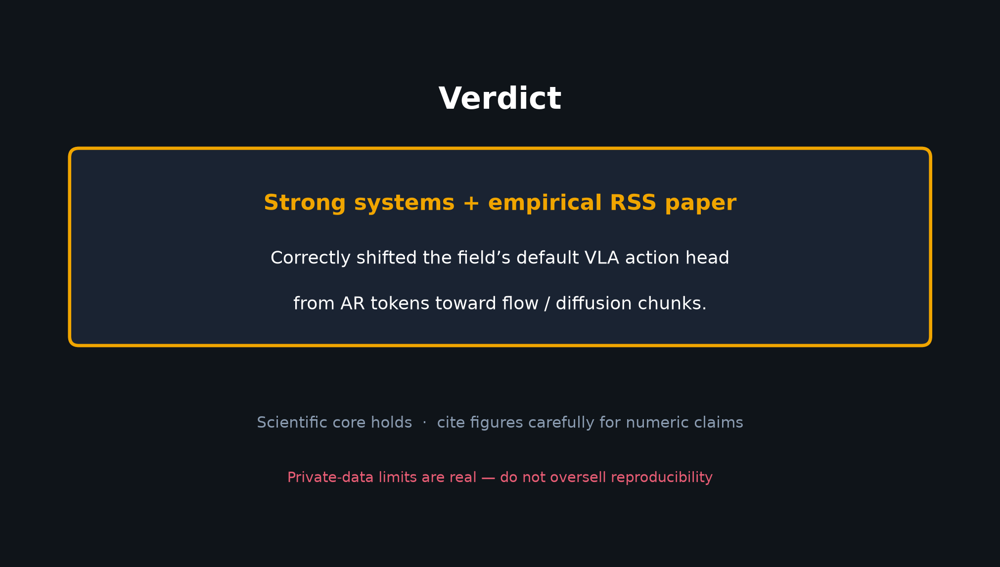 Verdict
Strong systems + empirical RSS paper
Correctly shifted the field’s default VLA action head
from AR tokens toward flow / diffusion chunks.
Scientific core holds · cite figures carefully for numeric claims
Private-data limits are real — do not oversell reproducibility